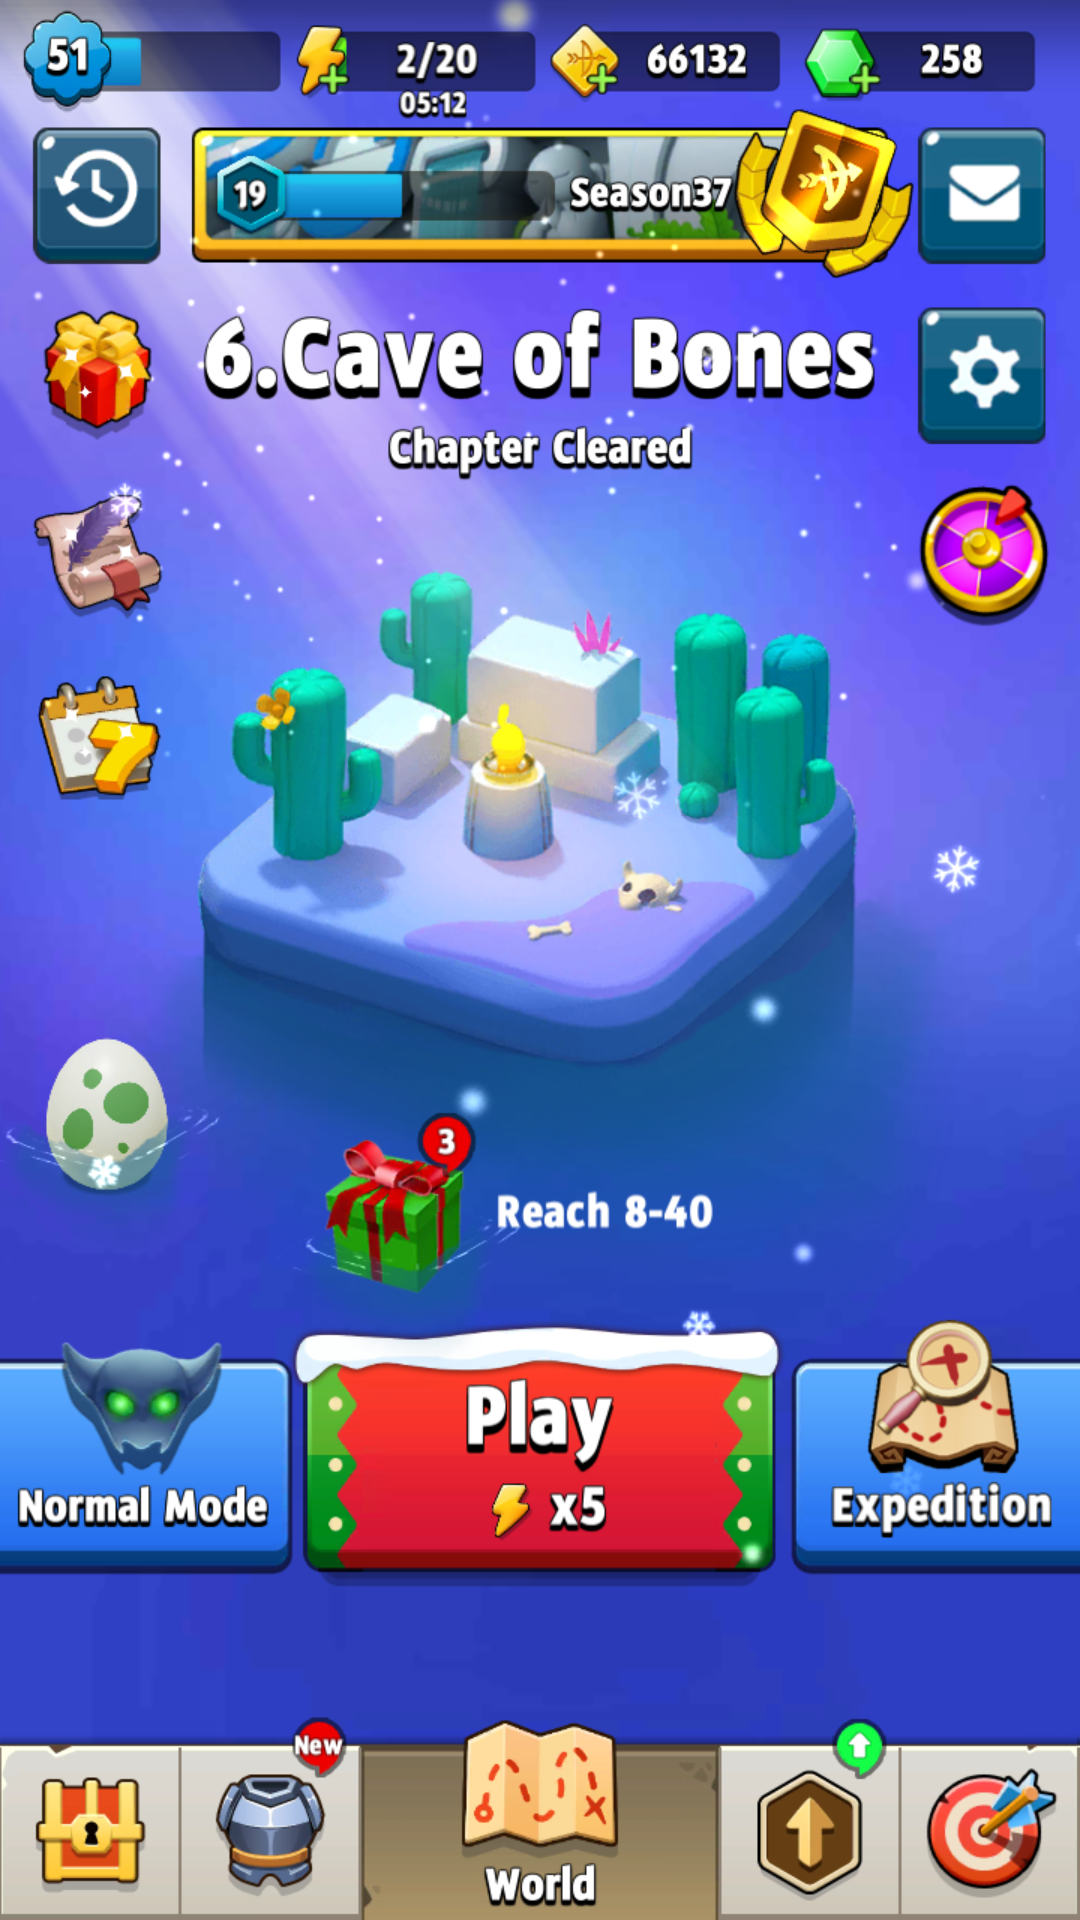 51
2/20
66132
258
05:12
19
Season37
6.Cave of Bones
Chapter Cleared
7
3
Reach 8-40
Play
x5
Normal Mode
Expedition
New
World